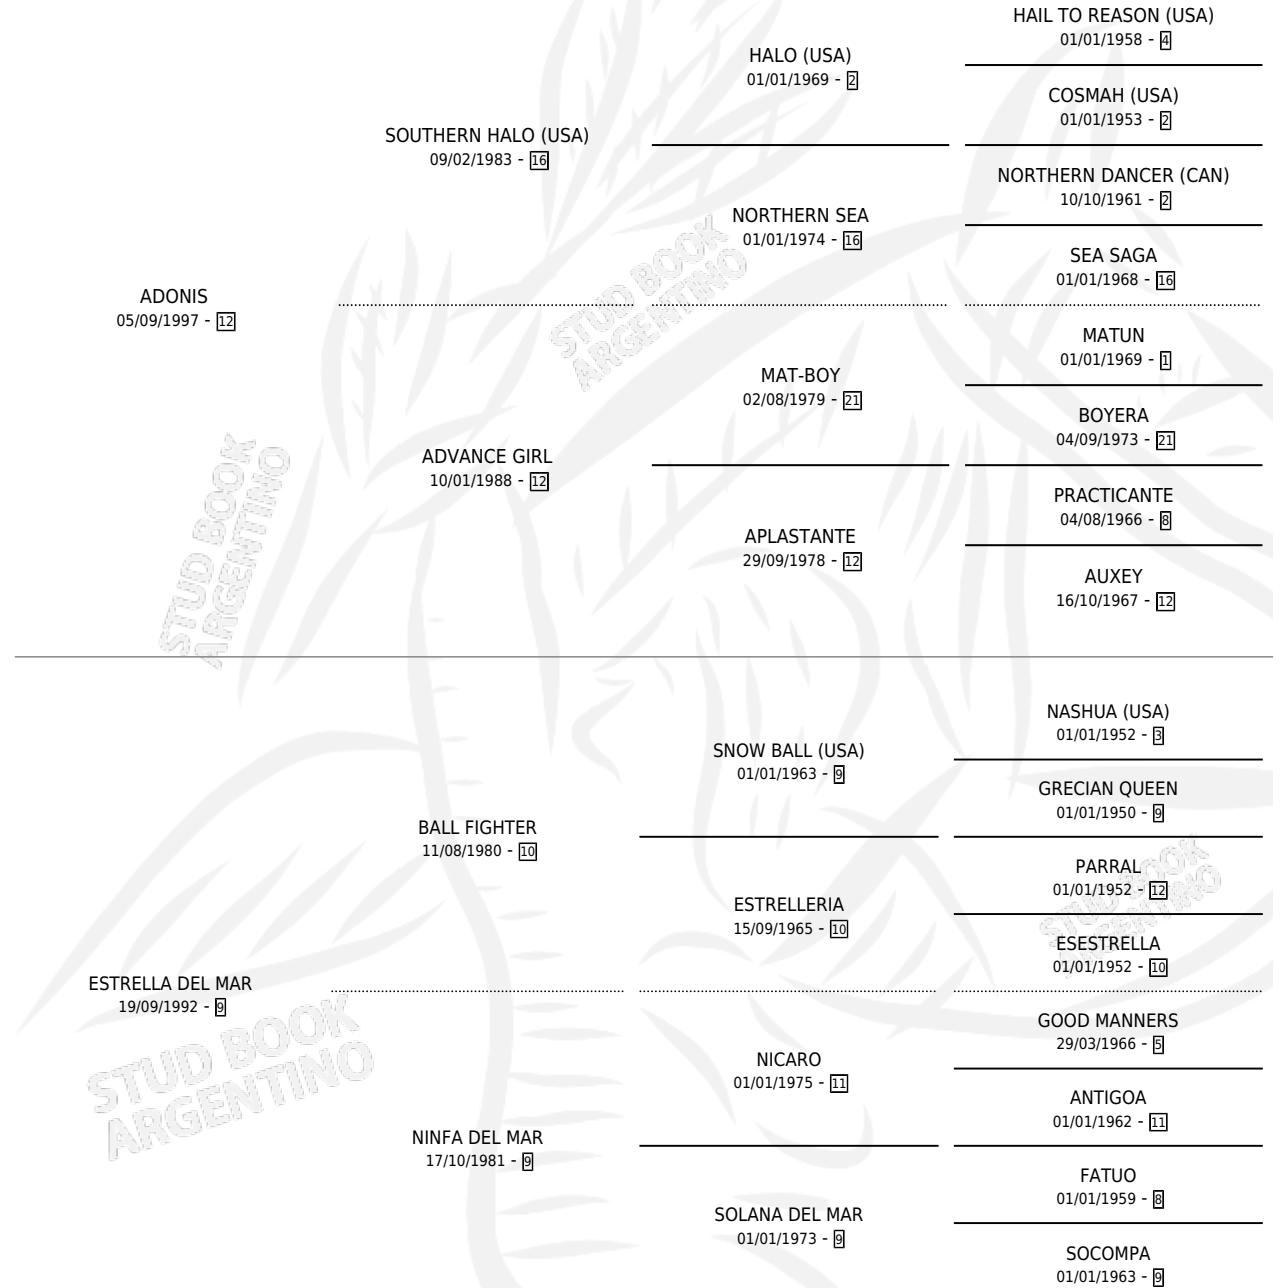 HAIL TO REASON (USA)
01/01/1958 - 4
HALO (USA)
01/01/1969 - 2
COSMAH (USA)
01/01/1953 - 2
SOUTHERN HALO (USA)
09/02/1983 - 16
NORTHERN DANCER (CAN)
10/10/1961 - 2
NORTHERN SEA
01/01/1974 - 16
SEA SAGA
01/01/1968 - 16
ADONIS
05/09/1997 - 12
MATUN
01/01/1969 - 1
MAT-BOY
02/08/1979 - 21
BOYERA
04/09/1973 - 21
ADVANCE GIRL
10/01/1988 - 12
PRACTICANTE
04/08/1966 - 8
APLASTANTE
29/09/1978 - 12
AUXEY
16/10/1967 - 12
NASHUA (USA)
01/01/1952 - 3
SNOW BALL (USA)
01/01/1963 - 9
GRECIAN QUEEN
01/01/1950 - 9
BALL FIGHTER
11/08/1980 - 10
PARRAL
01/01/1952 - 12
ESTRELLERIA
15/09/1965 - 10
ESESTRELLA
01/01/1952 - 10
ESTRELLA DEL MAR
19/09/1992 - 9
GOOD MANNERS
29/03/1966 - 5
NICARO
01/01/1975 - 11
ANTIGOA
01/01/1962 - 11
NINFA DEL MAR
17/10/1981 - 9
FATUO
01/01/1959 - 8
SOLANA DEL MAR
01/01/1973 - 9
SOCOMPA
01/01/1963 - 9
STUD BOOK
ARGENTINO
STUD BOOK
ARGENTINO
STUD BOOK
ARGENTINO
STUD BOOK
ARGENTINO